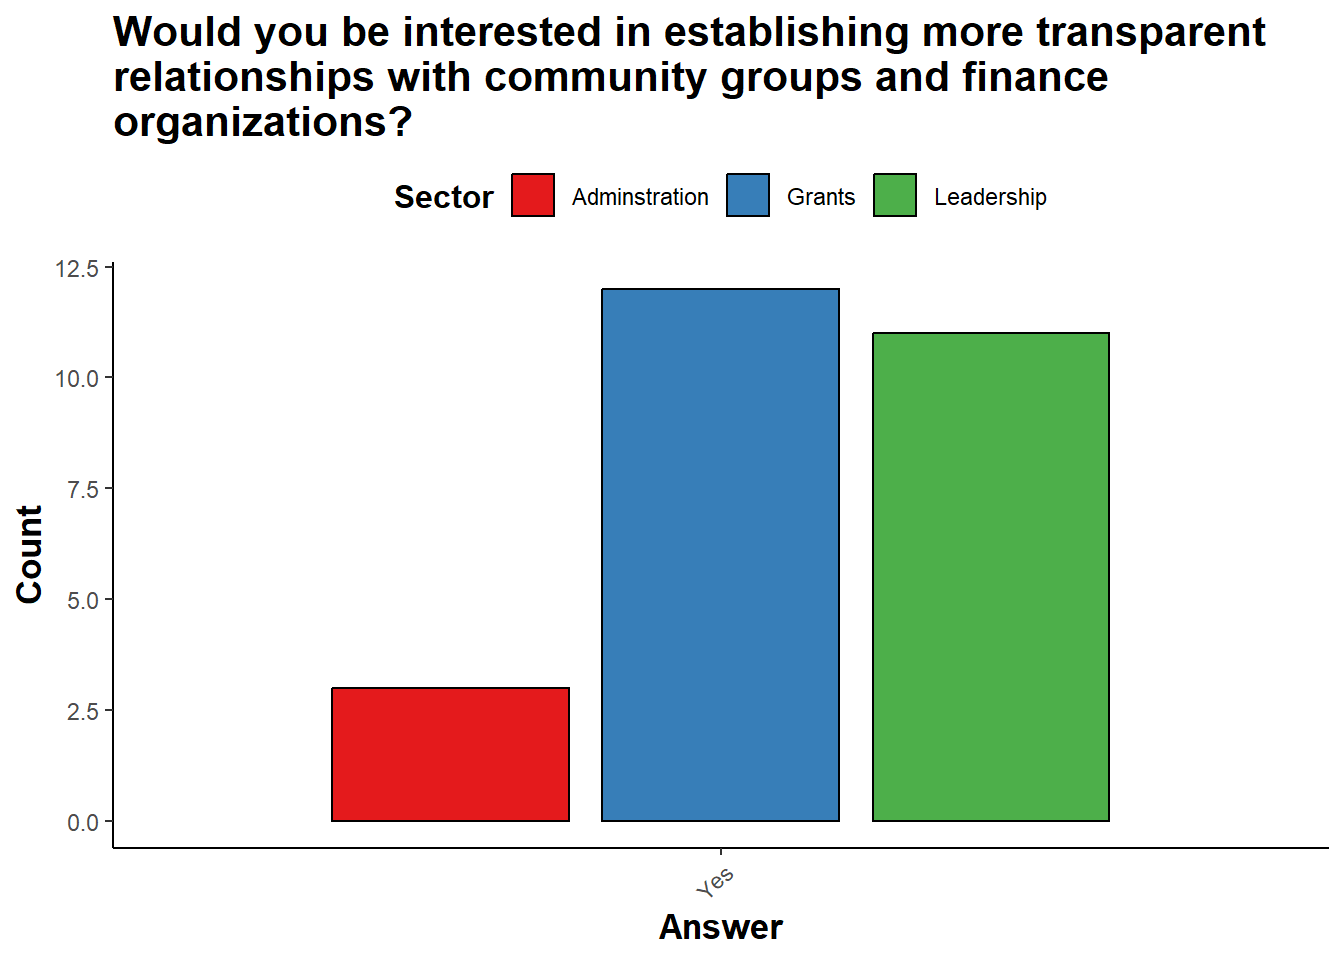 Would you be interested in establishing more transparent
relationships with community groups and finance
organizations?
Sector Adminstration Grants Leadership
12.5
10.0
7.5
5.0
2.5
0.0
Count
Yes
Answer